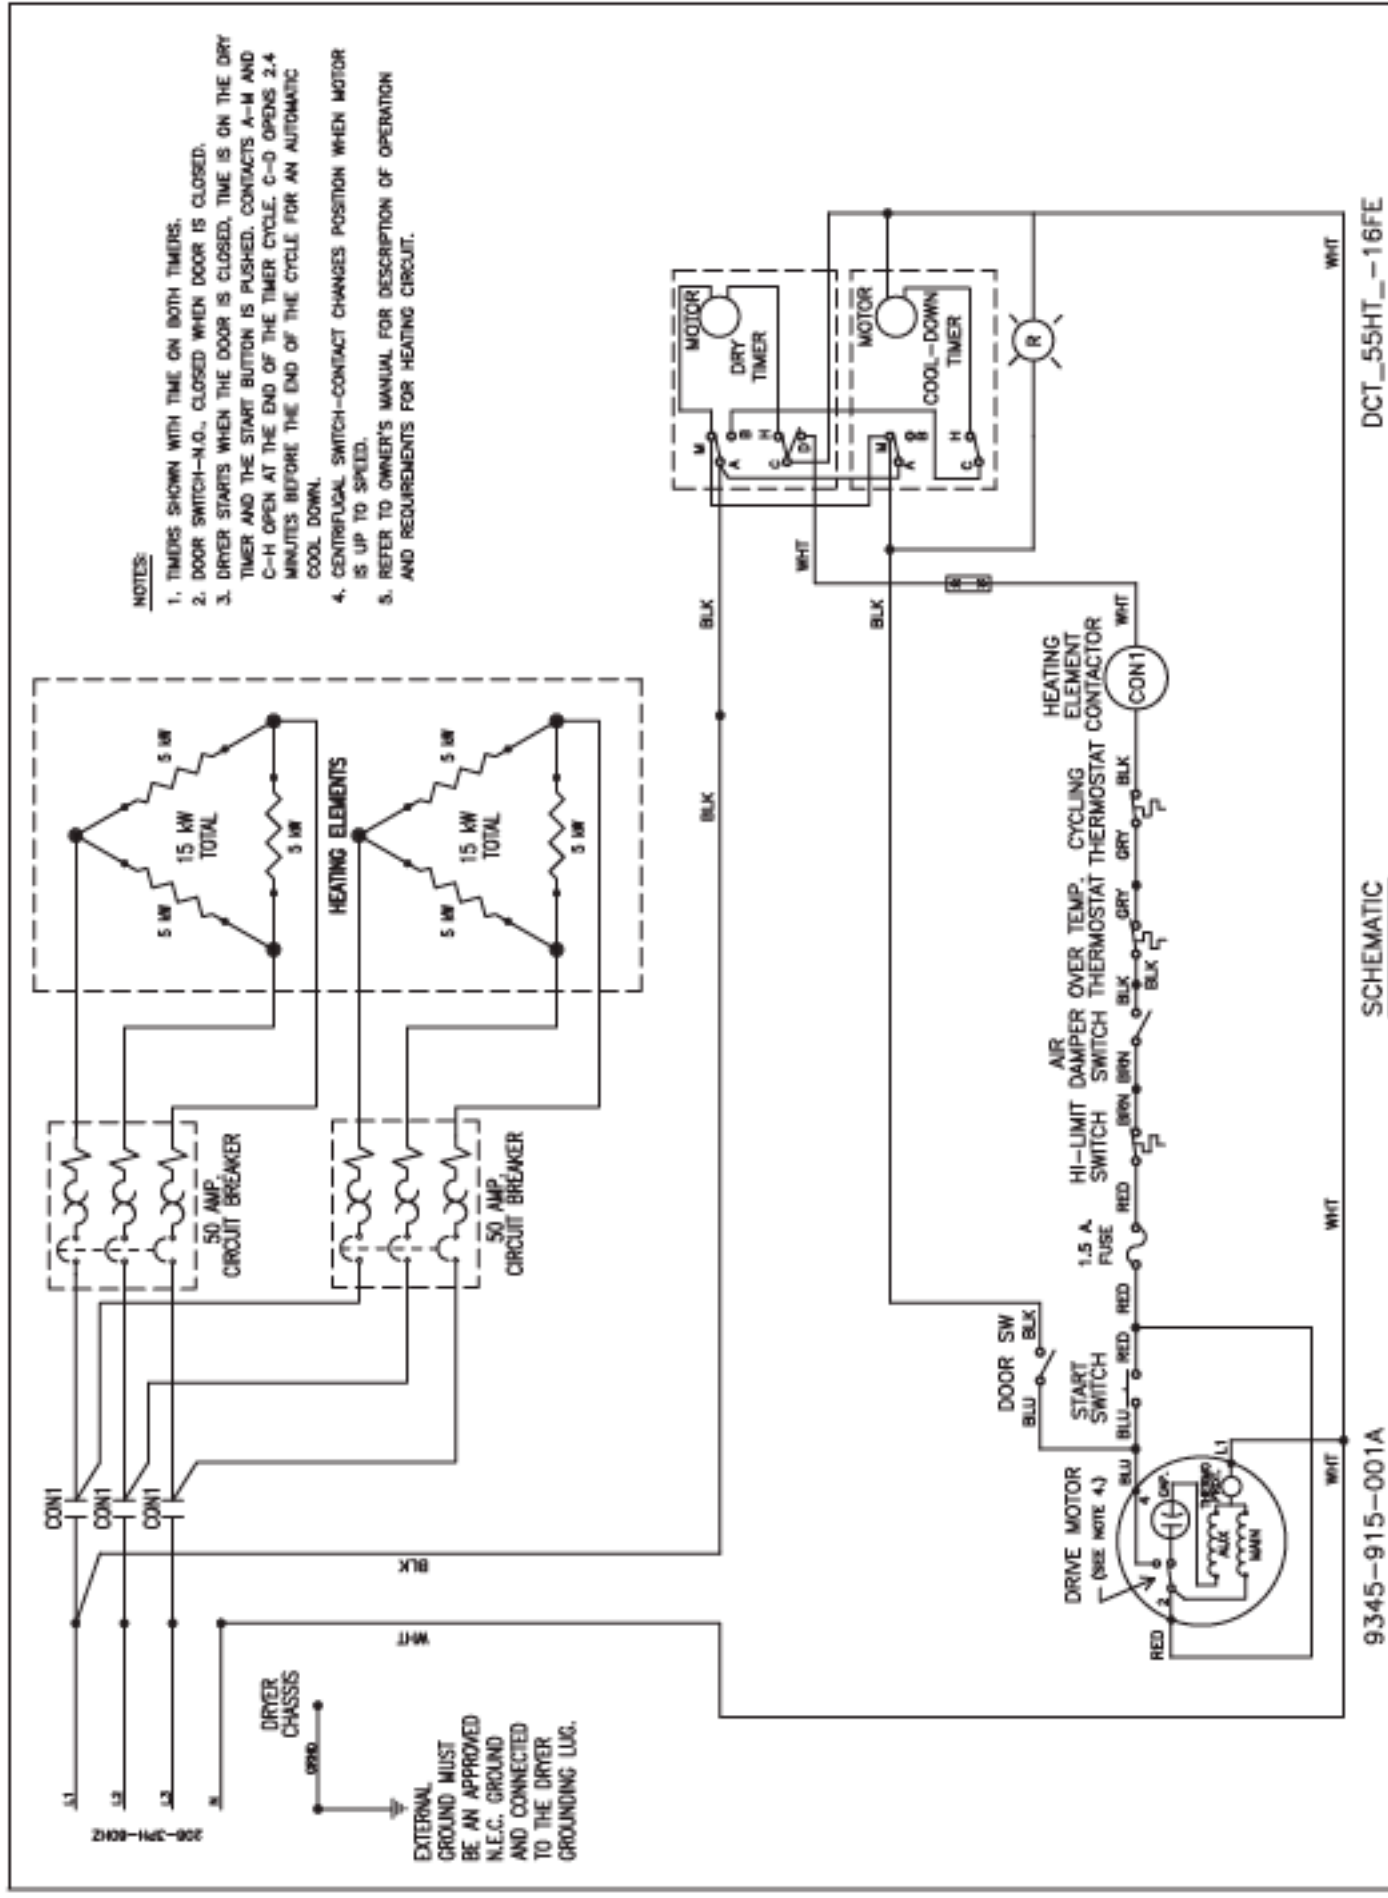 NOTES:
1. TIMERS SHOWN WITH TIME ON BOTH TIMERS.
2. DOOR SWITCH-N.O., CLOSED WHEN DOOR IS CLOSED.
3. DRYER STARTS WHEN THE DOOR IS CLOSED, TIME IS ON THE DRY
TIMER AND THE START BUTTON IS PUSHED. CONTACTS A-M AND
C-H OPEN AT THE END OF THE TIMER CYCLE. C-D OPENS 2.4
MINUTES BEFORE THE END OF THE CYCLE FOR AN AUTOMATIC
COOL DOWN.
4. CENTRIFUGAL SWITCH-CONTACT CHANGES POSITION WHEN MOTOR
IS UP TO SPEED.
5. REFER TO OWNER'S MANUAL FOR DESCRIPTION OF OPERATION
AND REQUIREMENTS FOR HEATING CIRCUIT.
208-3PH-60HZ
L1
L2
L3
N
CON1
CON1
CON1
50 AMP.
CIRCUIT BREAKER
50 AMP.
CIRCUIT BREAKER
5 kW
5 kW
15 kW
TOTAL
5 kW
HEATING ELEMENTS
5 kW
5 kW
15 kW
TOTAL
5 kW
DRYER
CHASSIS
GRND
EXTERNAL
GROUND MUST
BE AN APPROVED
N.E.C. GROUND
AND CONNECTED
TO THE DRYER
GROUNDING LUG.
WHT
BLK
BLK
BLK
MOTOR
DRY
TIMER
M
A
B
H
C
D
MOTOR
COOL-DOWN
TIMER
M
A
B
H
C
WHT
BLK
R
DOOR SW
BLU
BLK
START
SWITCH
BLU
RED
RED
1.5 A.
FUSE
RED
HI-LIMIT
SWITCH
BRN
AIR
DAMPER
SWITCH
BRN
BLK
BLK
OVER TEMP.
THERMOSTAT
GRY
CYCLING
THERMOSTAT
GRY
BLK
HEATING
ELEMENT
CONTACTOR
CON1
WHT
DRIVE MOTOR
(SEE NOTE 4.)
BLU
4
CAP.
THERMO
PROT.
L1
AUX
MAIN
2
RED
WHT
WHT
WHT
9345-915-001A
SCHEMATIC
DCT_55HT_-16FE